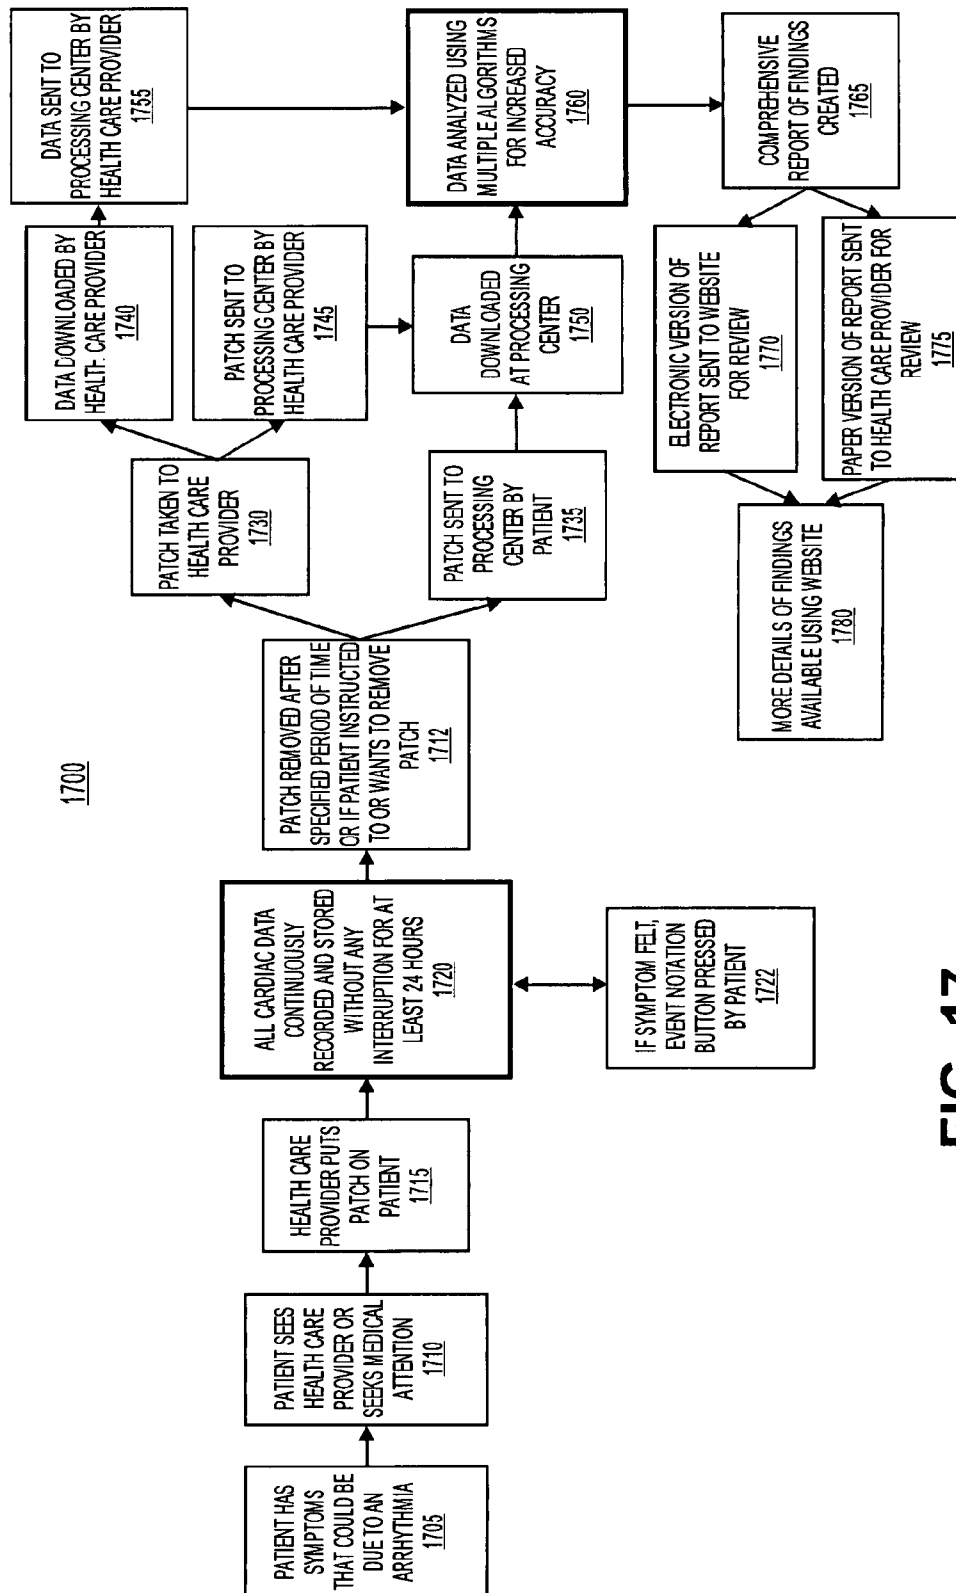 1700
PATIENT HAS
SYMPTOMS
THAT COULD BE
DUE TO AN
ARRHYTHMIA
1705
PATIENT SEES
HEALTH CARE
PROVIDER OR
SEEKS MEDICAL
ATTENTION
1710
HEALTH CARE
PROVIDER PUTS
PATCH ON
PATIENT
1715
ALL CARDIAC DATA
CONTINUOUSLY
RECORDED AND STORED
WITHOUT ANY
INTERRUPTION FOR AT
LEAST 24 HOURS
1720
IF SYMPTOM FELT,
EVENT NOTATION
BUTTON PRESSED
BY PATIENT
1722
PATCH REMOVED AFTER
SPECIFIED PERIOD OF TIME
OR IF PATIENT INSTRUCTED
TO OR WANTS TO REMOVE
PATCH
1712
PATCH TAKEN TO
HEALTH CARE
PROVIDER
1730
PATCH SENT TO
PROCESSING
CENTER BY
PATIENT
1735
DATA DOWNLOADED BY
HEALTH CARE PROVIDER
1740
PATCH SENT TO
PROCESSING CENTER BY
HEALTH CARE PROVIDER
1745
DATA
DOWNLOADED
AT PROCESSING
CENTER
1750
DATA SENT TO
PROCESSING CENTER BY
HEALTH CARE PROVIDER
1755
DATA ANALYZED USING
MULTIPLE ALGORITHMS
FOR INCREASED
ACCURACY
1760
COMPREHENSIVE
REPORT OF FINDINGS
CREATED
1765
ELECTRONIC VERSION OF
REPORT SENT TO WEBSITE
FOR REVIEW
1770
PAPER VERSION OF REPORT SENT
TO HEALTH CARE PROVIDER FOR
REVIEW
1775
MORE DETAILS OF FINDINGS
AVAILABLE USING WEBSITE
1780
FIG. 17